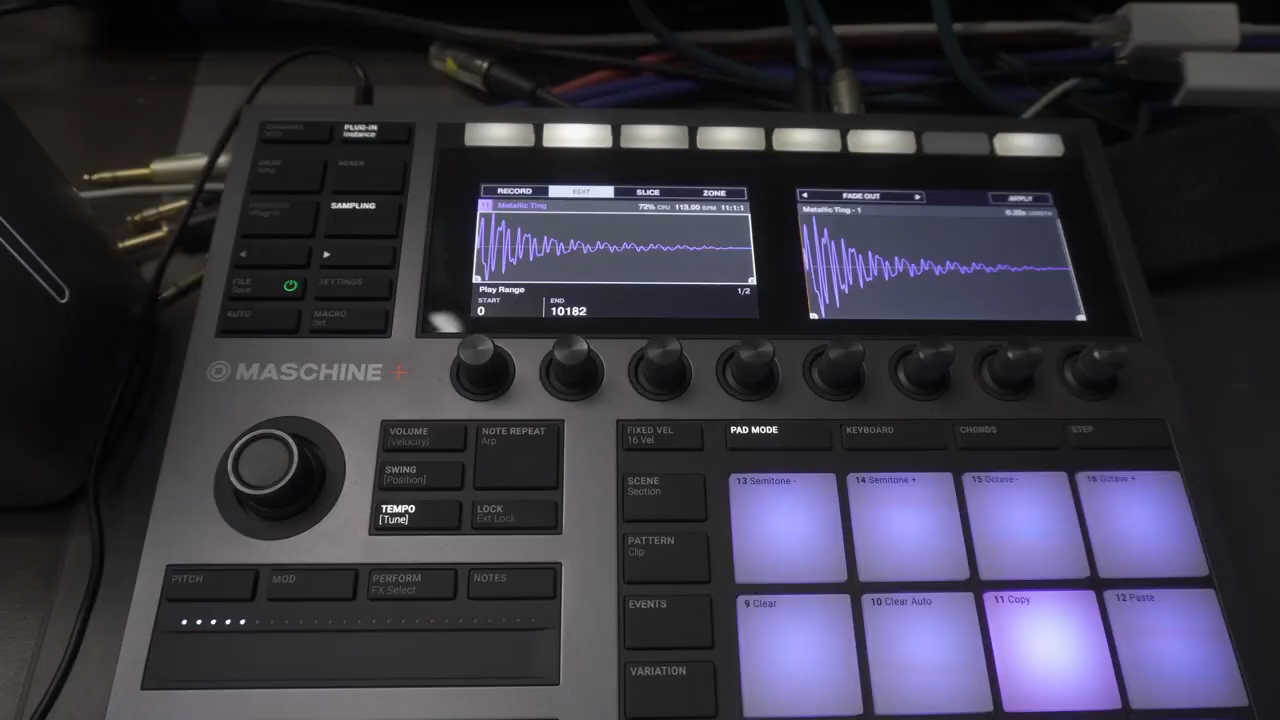 CHANNEL
MIDI
PLUG-IN
Instance
Song
MIXER
SAMPLING
FILE
Save
SETTINGS
AUTO
MACRO
Set
RECORD
EDIT
SLICE
ZONE
11
Metallic Ting
72% CPU 113.00 BPM 11:1:1
Play Range
1/2
START
END
0
10182
FADE OUT
APPLY
Metallic Ting - 1
MASCHINE +
VOLUME
[Velocity]
NOTE REPEAT
Arp
SWING
[Position]
TEMPO
[Tune]
LOCK
Ext Lock
PITCH
MOD
PERFORM
FX Select
NOTES
FIXED VEL
16 Vel
PAD MODE
KEYBOARD
CHORDS
STEP
SCENE
Section
PATTERN
Clip
EVENTS
VARIATION
13 Semitone -
14 Semitone +
15 Octave -
16 Octave +
9 Clear
10 Clear Auto
11 Copy
12 Paste